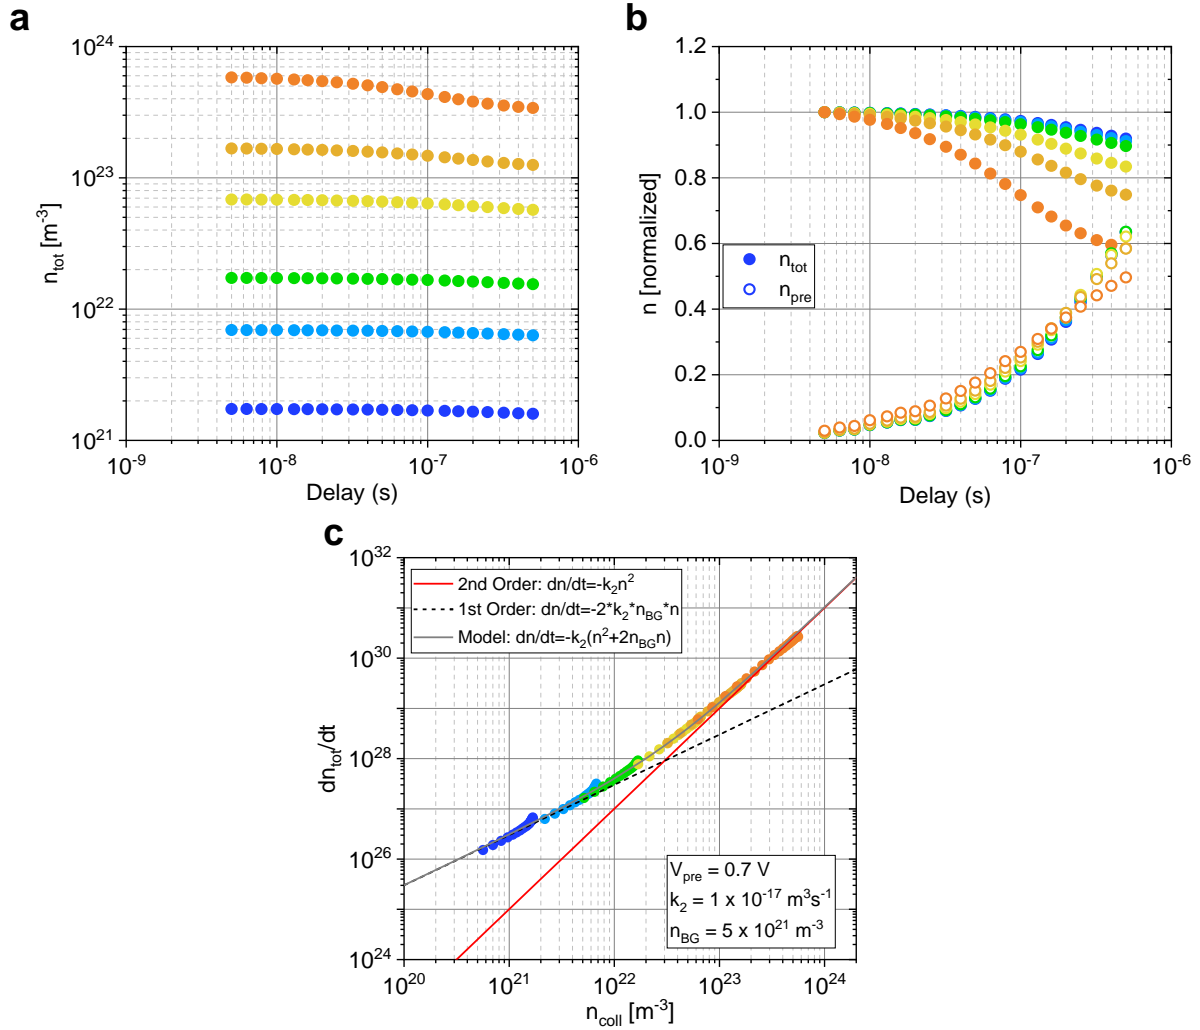 a
10^24
10^23
10^22
10^21
n_tot [m^-3]
10^-9
10^-8
10^-7
10^-6
Delay (s)
b
1.2
1.0
0.8
0.6
0.4
0.2
0.0
n [normalized]
n_tot
n_pre
10^-9
10^-8
10^-7
10^-6
Delay (s)
c
10^32
10^30
10^28
10^26
10^24
dn_tot/dt
2nd Order: dn/dt=-k_2n^2
1st Order: dn/dt=-2*k_2*n_BG*n
Model: dn/dt=-k_2(n^2+2n_BGn)
V_pre = 0.7 V
k_2 = 1 x 10^-17 m^3s^-1
n_BG = 5 x 10^21 m^-3
10^20
10^21
10^22
10^23
10^24
n_coll [m^-3]